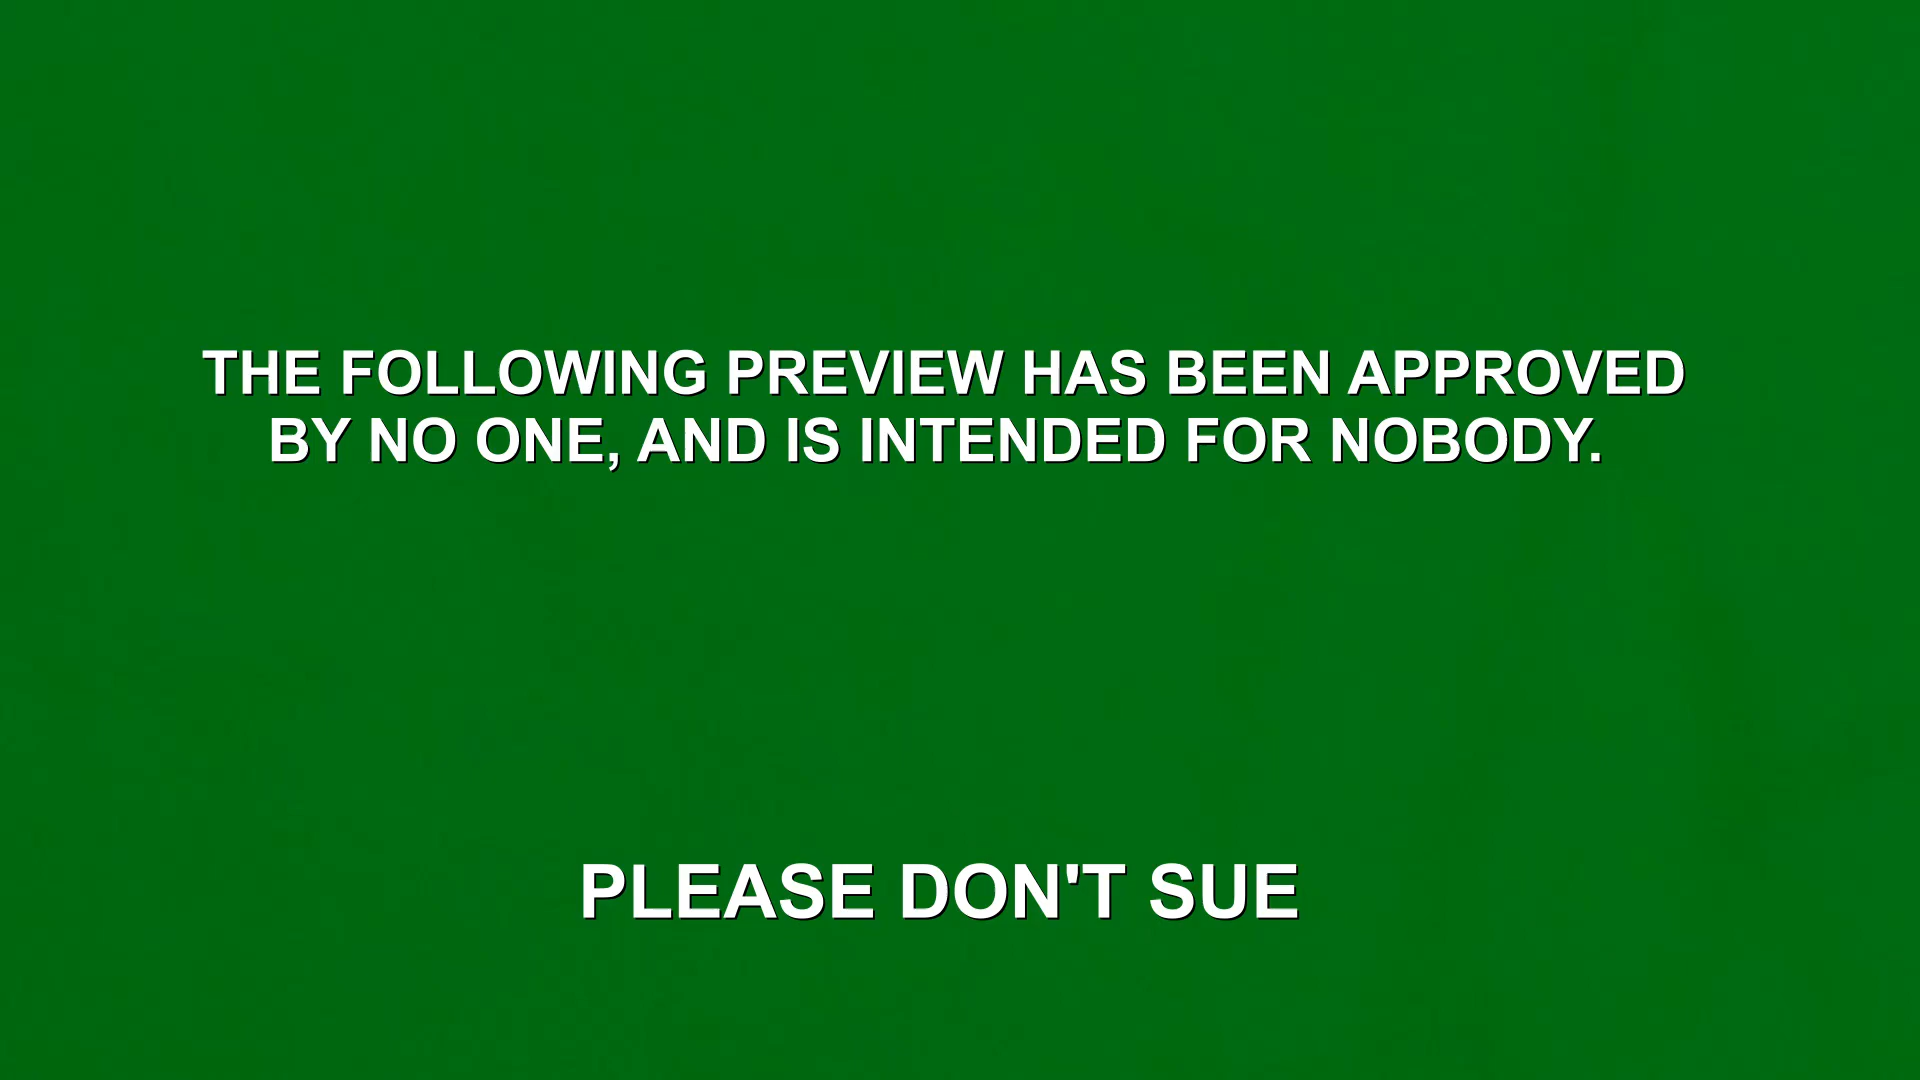 THE FOLLOWING PREVIEW HAS BEEN APPROVED
BY NO ONE, AND IS INTENDED FOR NOBODY.
PLEASE DON'T SUE